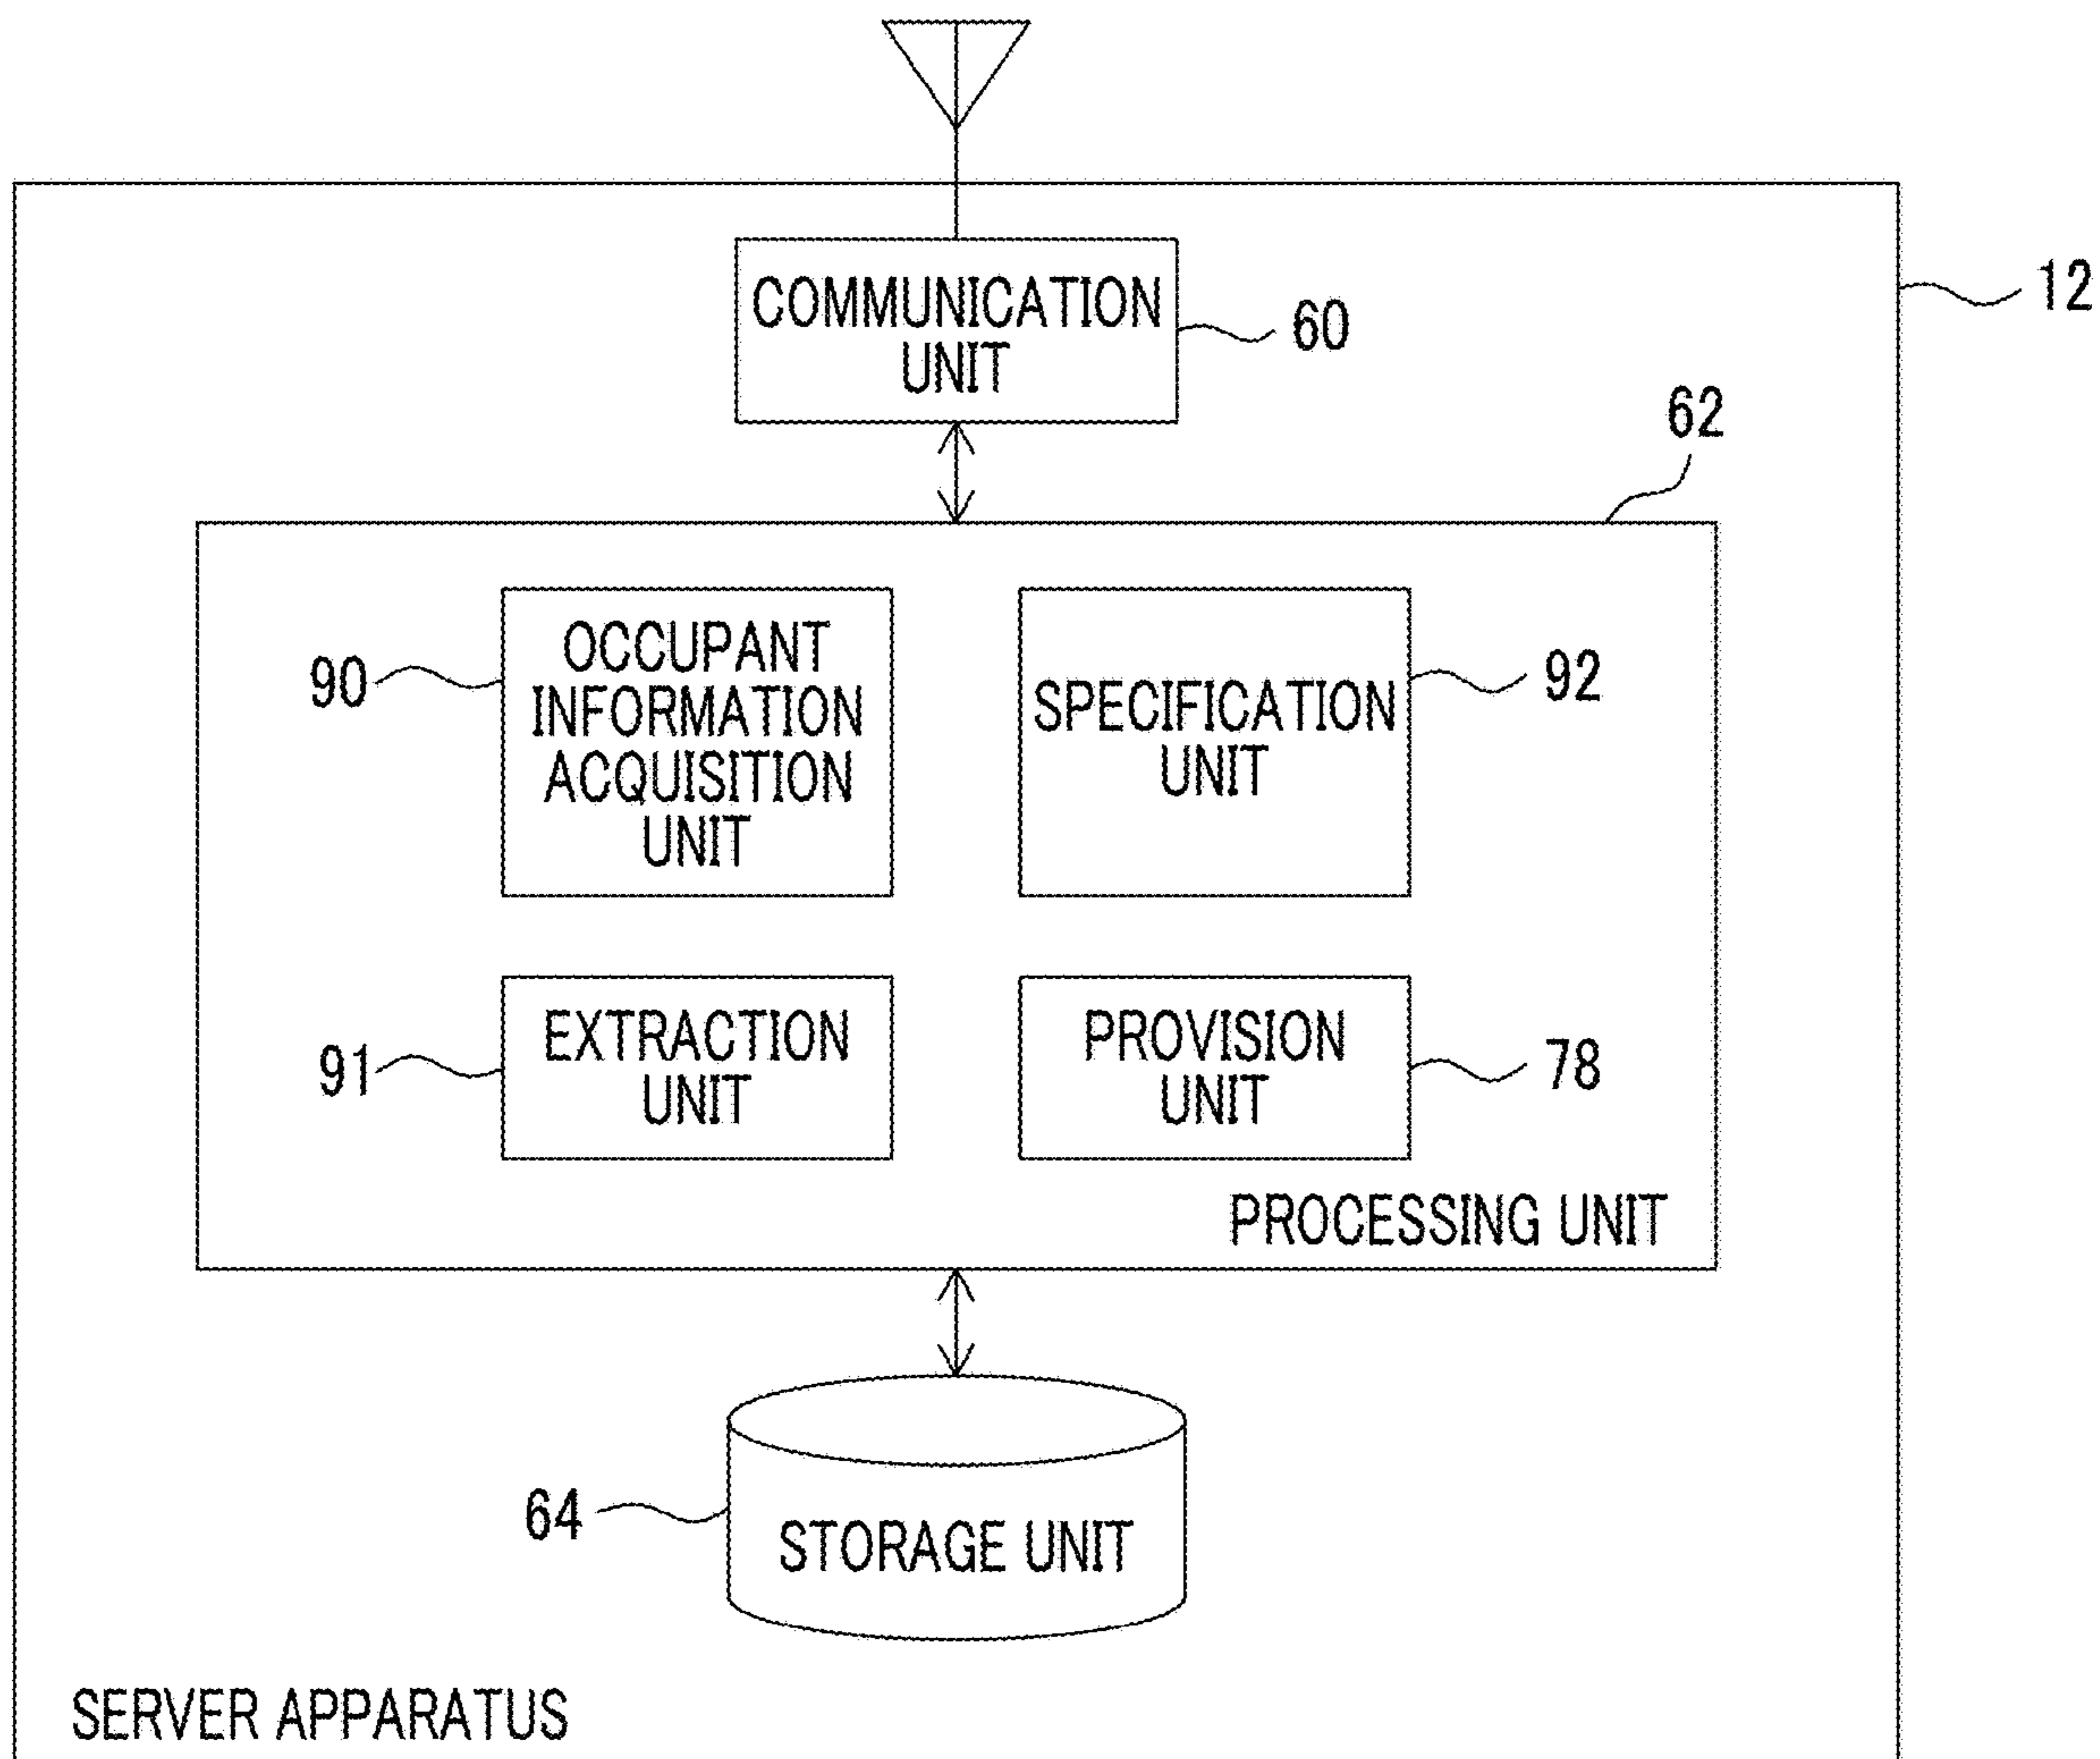 12
COMMUNICATION
UNIT
60
62
90
OCCUPANT
INFORMATION
ACQUISITION
UNIT
SPECIFICATION
UNIT
92
91
EXTRACTION
UNIT
PROVISION
UNIT
78
PROCESSING UNIT
64
STORAGE UNIT
SERVER APPARATUS